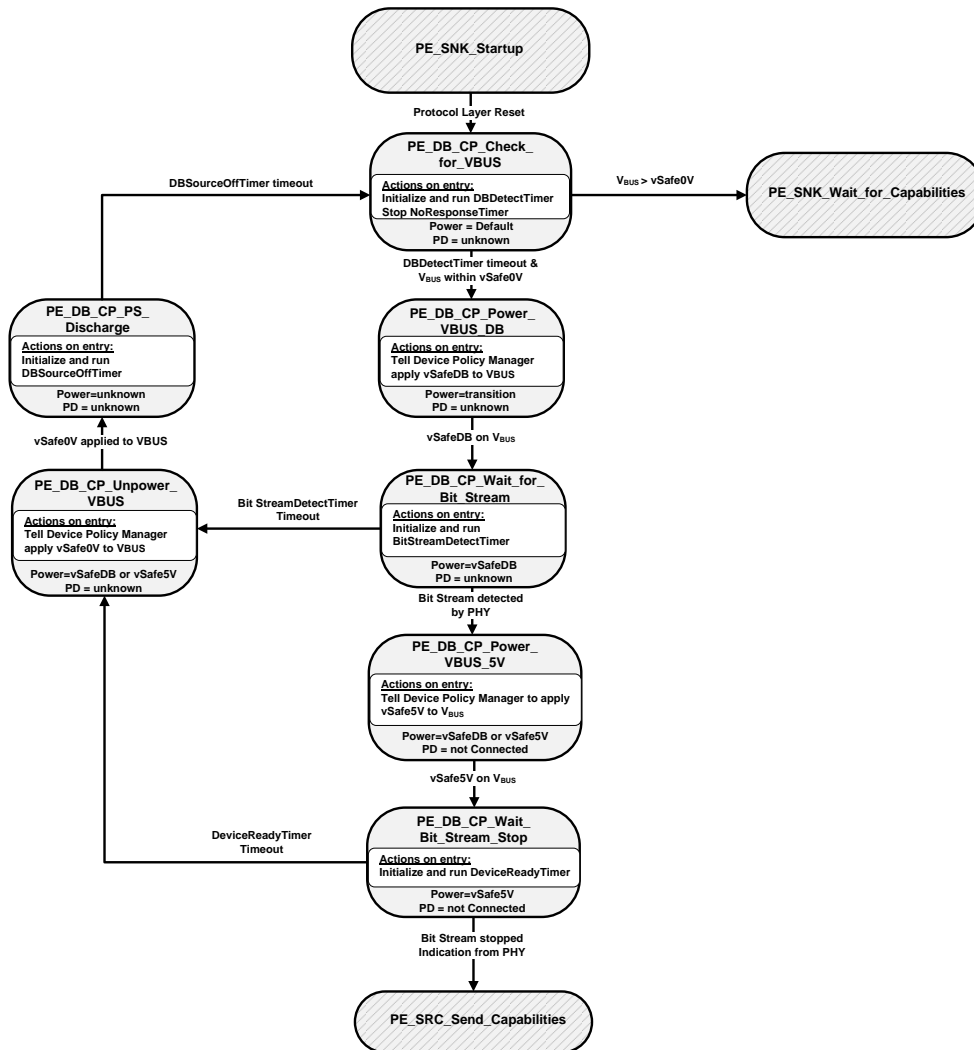 PE_SNK_Startup
Protocol Layer Reset
PE_DB_CP_Check_
for_VBUS
Actions on entry:
Initialize and run DBDetectTimer
Stop NoResponseTimer
Power = Default
PD = unknown
DBSourceOffTimer timeout
VBUS > vSafe0V
PE_SNK_Wait_for_Capabilities
DBDetectTimer timeout &
VBUS within vSafe0V
PE_DB_CP_PS_
Discharge
Actions on entry:
Initialize and run
DBSourceOffTimer
Power=unknown
PD = unknown
PE_DB_CP_Power_
VBUS_DB
Actions on entry:
Tell Device Policy Manager
apply vSafeDB to VBUS
Power=transition
PD = unknown
vSafe0V applied to VBUS
vSafeDB on VBUS
PE_DB_CP_Unpower_
VBUS
Actions on entry:
Tell Device Policy Manager
apply vSafe0V to VBUS
Power=vSafeDB or vSafe5V
PD = unknown
Bit StreamDetectTimer
Timeout
PE_DB_CP_Wait_for_
Bit_Stream
Actions on entry:
Initialize and run
BitStreamDetectTimer
Power=vSafeDB
PD = unknown
Bit Stream detected
by PHY
PE_DB_CP_Power_
VBUS_5V
Actions on entry:
Tell Device Policy Manager to apply
vSafe5V to VBUS
Power=vSafeDB or vSafe5V
PD = not Connected
vSafe5V on VBUS
DeviceReadyTimer
Timeout
PE_DB_CP_Wait_
Bit_Stream_Stop
Actions on entry:
Initialize and run DeviceReadyTimer
Power=vSafe5V
PD = not Connected
Bit Stream stopped
Indication from PHY
PE_SRC_Send_Capabilities